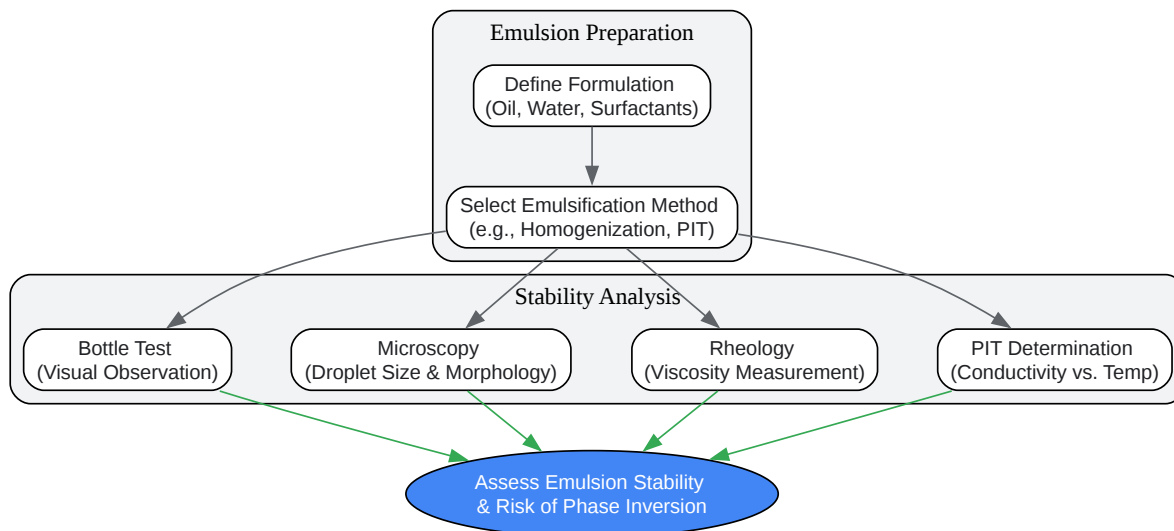 Emulsion Preparation
Define Formulation
(Oil, Water, Surfactants)
Select Emulsification Method
(e.g., Homogenization, PIT)
Stability Analysis
Bottle Test
(Visual Observation)
Microscopy
(Droplet Size & Morphology)
Rheology
(Viscosity Measurement)
PIT Determination
(Conductivity vs. Temp)
Assess Emulsion Stability
& Risk of Phase Inversion